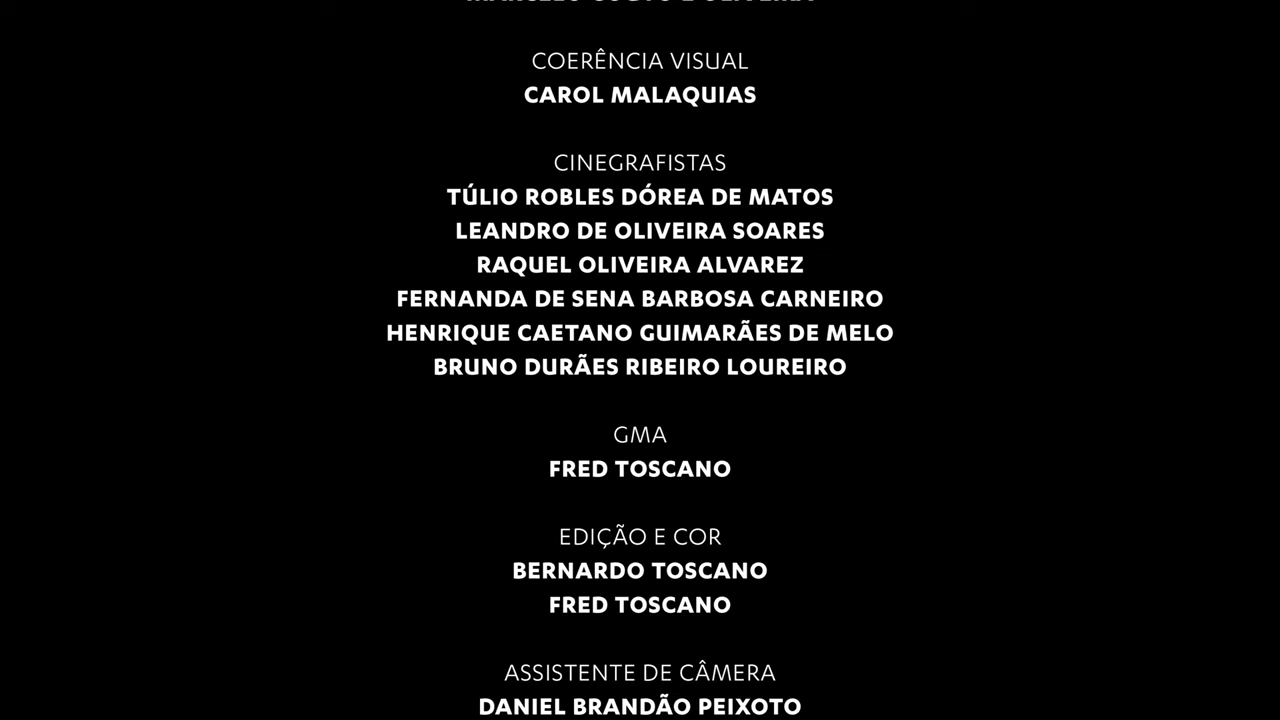 COERÊNCIA VISUAL
CAROL MALAQUIAS
CINEGRAFISTAS
TÚLIO ROBLES DÓREA DE MATOS
LEANDRO DE OLIVEIRA SOARES
RAQUEL OLIVEIRA ALVAREZ
FERNANDA DE SENA BARBOSA CARNEIRO
HENRIQUE CAETANO GUIMARÃES DE MELO
BRUNO DURÃES RIBEIRO LOUREIRO
GMA
FRED TOSCANO
EDIÇÃO E COR
BERNARDO TOSCANO
FRED TOSCANO
ASSISTENTE DE CÂMERA
DANIEL BRANDÃO PEIXOTO